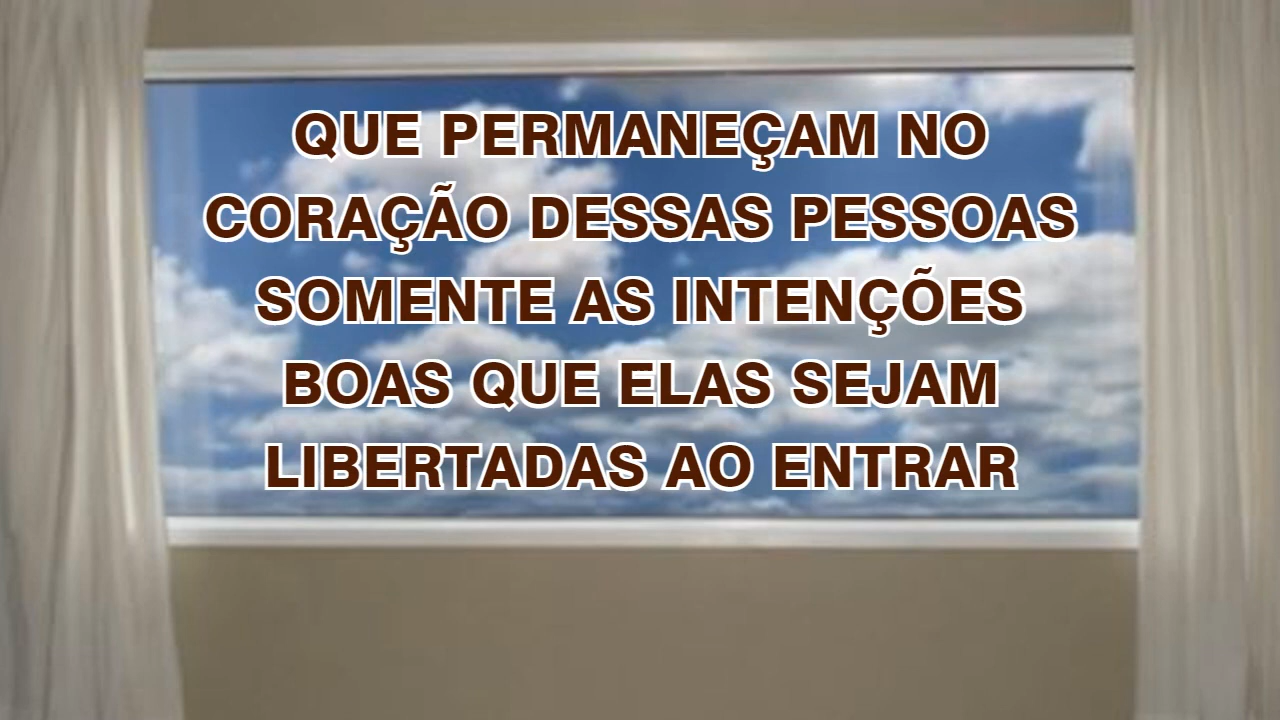 QUE PERMANEÇAM NO
CORAÇÃO DESSAS PESSOAS
SOMENTE AS INTENÇÕES
BOAS QUE ELAS SEJAM
LIBERTADAS AO ENTRAR